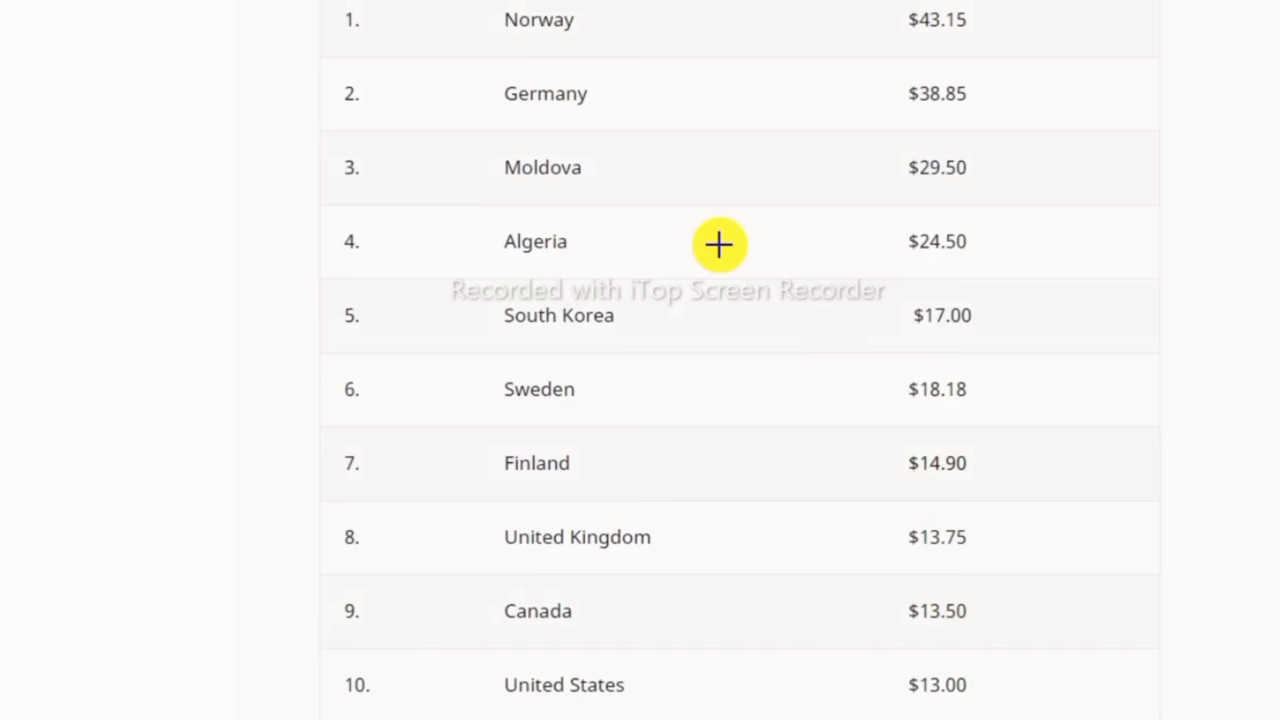 1. Norway $43.15
2. Germany $38.85
3. Moldova $29.50
4. Algeria $24.50
Recorded with iTop Screen Recorder
5. South Korea $17.00
6. Sweden $18.18
7. Finland $14.90
8. United Kingdom $13.75
9. Canada $13.50
10. United States $13.00